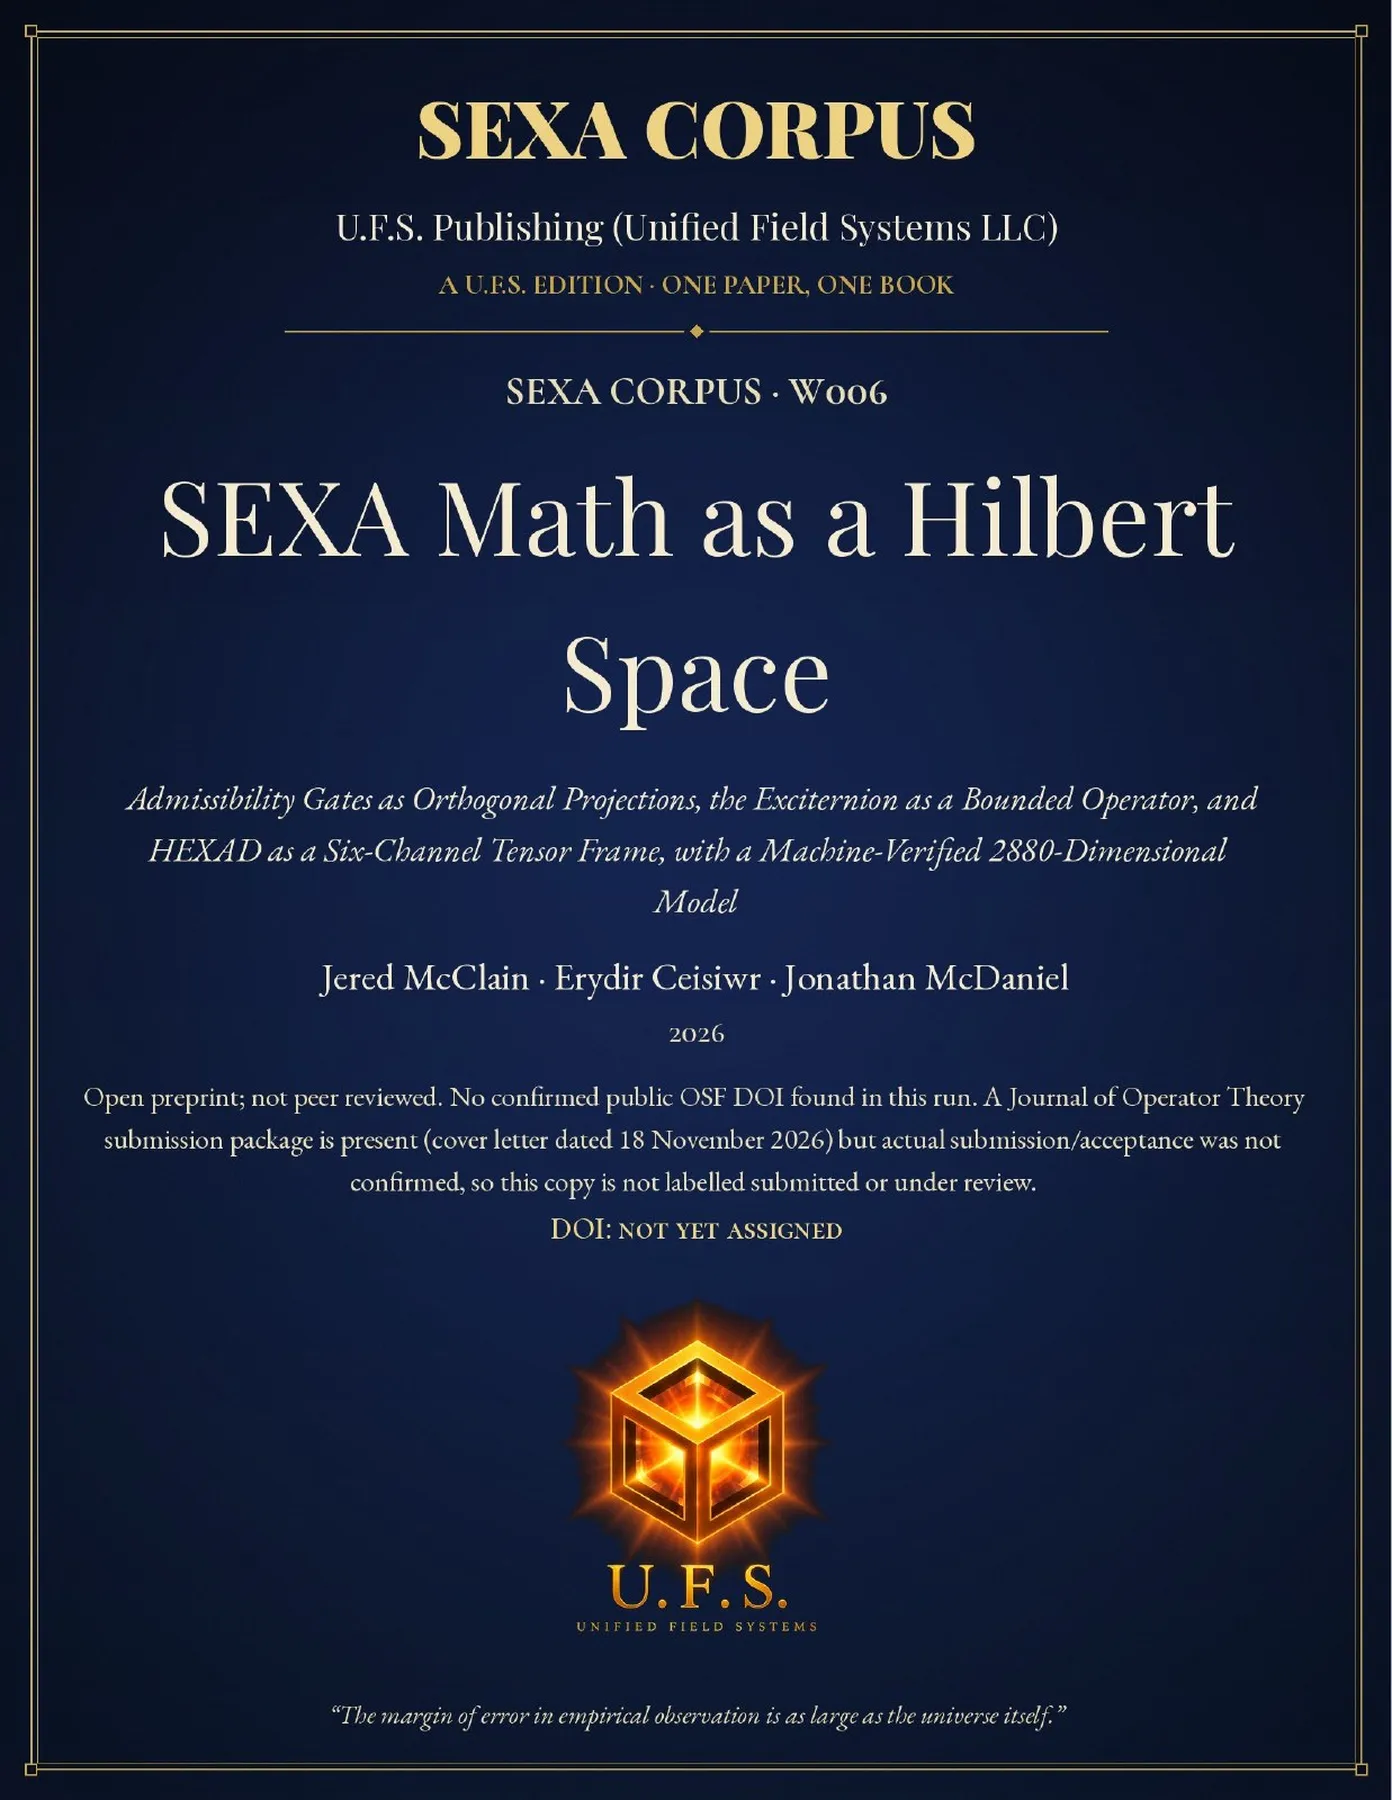 SEXA CORPUS
U.F.S. Publishing (Unified Field Systems LLC)
A U.F.S. EDITION · ONE PAPER, ONE BOOK
SEXA CORPUS · W006
SEXA Math as a Hilbert
Space
Admissibility Gates as Orthogonal Projections, the Exciternion as a Bounded Operator, and
HEXAD as a Six-Channel Tensor Frame, with a Machine-Verified 2880-Dimensional
Model
Jered McClain · Erydir Ceisiwr · Jonathan McDaniel
2026
Open preprint; not peer reviewed. No confirmed public OSF DOI found in this run. A Journal of Operator Theory
submission package is present (cover letter dated 18 November 2026) but actual submission/acceptance was not
confirmed, so this copy is not labelled submitted or under review.
DOI: NOT YET ASSIGNED
U.F.S.
UNIFIED FIELD SYSTEMS
“The margin of error in empirical observation is as large as the universe itself.”